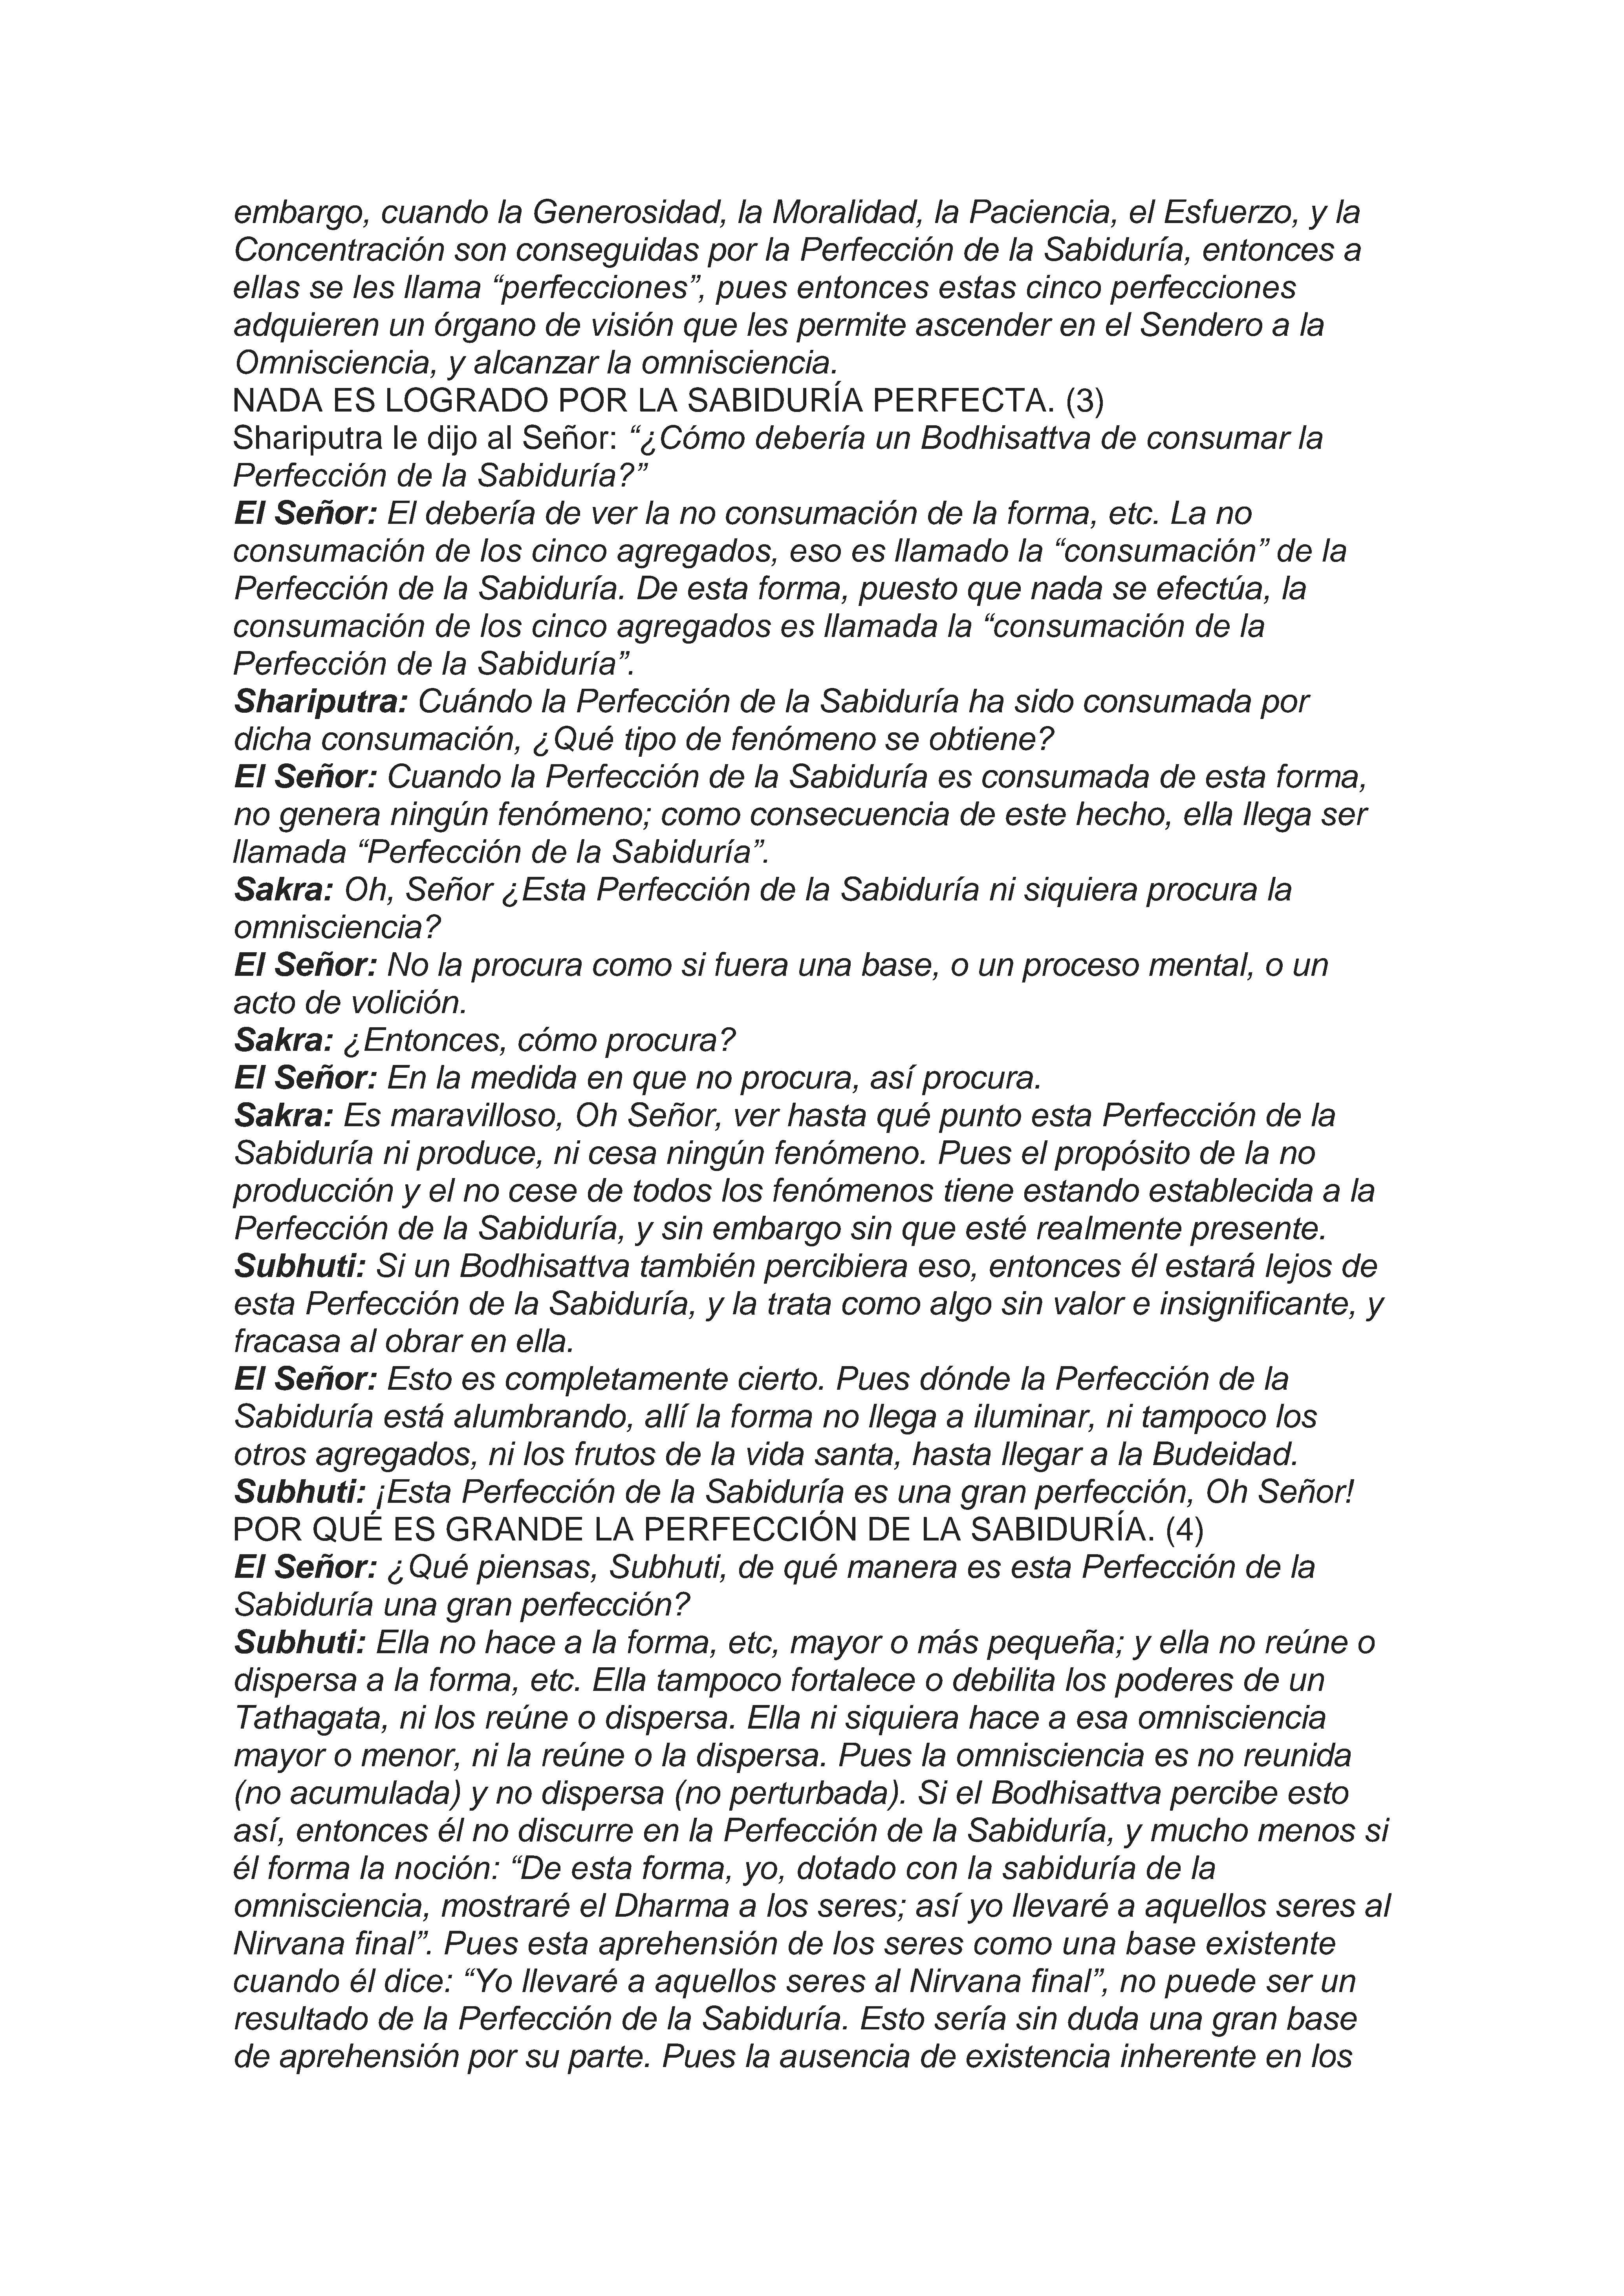 embargo, cuando la Generosidad, la Moralidad, la Paciencia, el Esfuerzo, y la
Concentración son conseguidas por la Perfección de la Sabiduría, entonces a
ellas se les llama “perfecciones”, pues entonces estas cinco perfecciones
adquieren un órgano de visión que les permite ascender en el Sendero a la
Omnisciencia, y alcanzar la omnisciencia.
NADA ES LOGRADO POR LA SABIDURÍA PERFECTA. (3)
Shariputra le dijo al Señor: “¿Cómo debería un Bodhisattva de consumar la
Perfección de la Sabiduría?”
El Señor: El debería de ver la no consumación de la forma, etc. La no
consumación de los cinco agregados, eso es llamado la “consumación” de la
Perfección de la Sabiduría. De esta forma, puesto que nada se efectúa, la
consumación de los cinco agregados es llamada la “consumación de la
Perfección de la Sabiduría”.
Shariputra: Cuándo la Perfección de la Sabiduría ha sido consumada por
dicha consumación, ¿Qué tipo de fenómeno se obtiene?
El Señor: Cuando la Perfección de la Sabiduría es consumada de esta forma,
no genera ningún fenómeno; como consecuencia de este hecho, ella llega ser
llamada “Perfección de la Sabiduría”.
Sakra: Oh, Señor ¿Esta Perfección de la Sabiduría ni siquiera procura la
omnisciencia?
El Señor: No la procura como si fuera una base, o un proceso mental, o un
acto de volición.
Sakra: ¿Entonces, cómo procura?
El Señor: En la medida en que no procura, así procura.
Sakra: Es maravilloso, Oh Señor, ver hasta qué punto esta Perfección de la
Sabiduría ni produce, ni cesa ningún fenómeno. Pues el propósito de la no
producción y el no cese de todos los fenómenos tiene estando establecida a la
Perfección de la Sabiduría, y sin embargo sin que esté realmente presente.
Subhuti: Si un Bodhisattva también percibiera eso, entonces él estará lejos de
esta Perfección de la Sabiduría, y la trata como algo sin valor e insignificante, y
fracasa al obrar en ella.
El Señor: Esto es completamente cierto. Pues dónde la Perfección de la
Sabiduría está alumbrando, allí la forma no llega a iluminar, ni tampoco los
otros agregados, ni los frutos de la vida santa, hasta llegar a la Budeidad.
Subhuti: ¡Esta Perfección de la Sabiduría es una gran perfección, Oh Señor!
POR QUÉ ES GRANDE LA PERFECCIÓN DE LA SABIDURÍA. (4)
El Señor: ¿Qué piensas, Subhuti, de qué manera es esta Perfección de la
Sabiduría una gran perfección?
Subhuti: Ella no hace a la forma, etc, mayor o más pequeña; y ella no reúne o
dispersa a la forma, etc. Ella tampoco fortalece o debilita los poderes de un
Tathagata, ni los reúne o dispersa. Ella ni siquiera hace a esa omnisciencia
mayor o menor, ni la reúne o la dispersa. Pues la omnisciencia es no reunida
(no acumulada) y no dispersa (no perturbada). Si el Bodhisattva percibe esto
así, entonces él no discurre en la Perfección de la Sabiduría, y mucho menos si
él forma la noción: “De esta forma, yo, dotado con la sabiduría de la
omnisciencia, mostraré el Dharma a los seres; así yo llevaré a aquellos seres al
Nirvana final”. Pues esta aprehensión de los seres como una base existente
cuando él dice: “Yo llevaré a aquellos seres al Nirvana final”, no puede ser un
resultado de la Perfección de la Sabiduría. Esto sería sin duda una gran base
de aprehensión por su parte. Pues la ausencia de existencia inherente en los